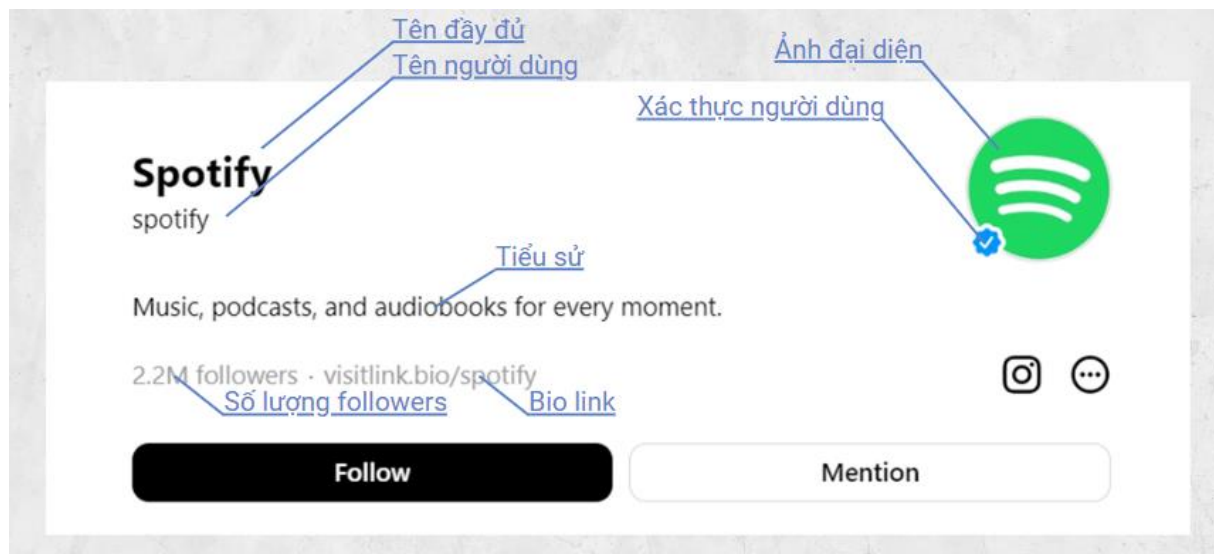 Tên đầy đủ
Tên người dùng
Ảnh đại diện
Xác thực người dùng
Spotify
spotify
Tiểu sử
Music, podcasts, and audiobooks for every moment.
2.2M followers · visitlink.bio/spotify
Số lượng followers
Bio link
Follow
Mention